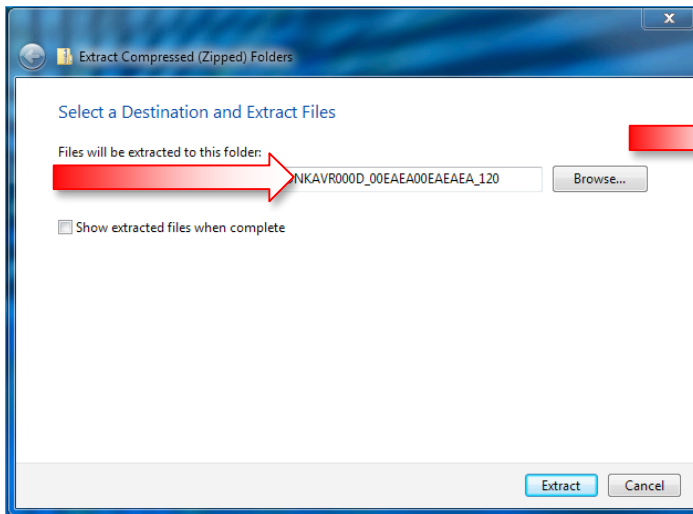 Extract Compressed (Zipped) Folders
Select a Destination and Extract Files
Files will be extracted to this folder:
NKAVR000D_00EAEA00EAEAEA_120
Browse...
Show extracted files when complete
Extract
Cancel